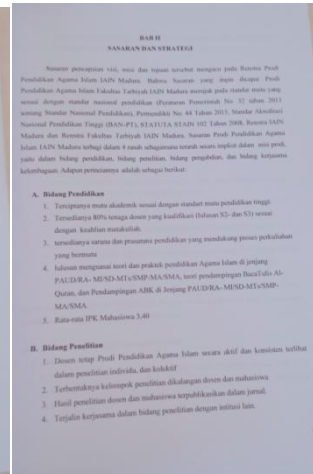 BAB II
SASARAN DAN STRATEGI
Sasaran pencapaian visi, misi dan tujuan tersebut mengacu pada Renstra Prodi
Pendidikan Agama Islam IAIN Madura. Bahwa Sasaran yang ingin dicapai Prodi
Pendidikan Agama Islam Fakultas Tarbiyah IAIN Madura merujuk pada standar mutu yang
sesuai dengan standar nasional pendidikan (Peraturan Pemerintah No. 32 tahun 2013
tentang Standar Nasional Pendidikan), Permendikti No. 44 Tahun 2015, Standar Akreditasi
Nasional Pendidikan Tinggi (BAN-PT), STATUTA STAIN 102 Tahun 2008, Renstra IAIN
Madura dan Renstra Fakultas Tarbiyah IAIN Madura. Sasaran Prodi Pendidikan Agama
Islam IAIN Madura terbagi dalam 4 ranah sebagaimana terurai secara implisit dalam misi prodi,
yaitu dalam bidang pendidikan, bidang penelitian, bidang pengabdian, dan bidang kerjasama
kelembagaan. Adapun perinciannya adalah sebagai berikut:
A. Bidang Pendidikan
1. Terciptanya mutu akademik sesuai dengan standart mutu pendidikan tinggi.
2. Tersedianya 80% tenaga dosen yang kualifikasi (lulusan S2- dan S3) sesuai
dengan keahlian matakuliah.
3. tersedianya sarana dan prasarana pendidikan yang mendukung proses perkuliahan
yang bermutu
4. lulusan menguasai teori dan praktek pendidikan Agama Islam di jenjang
PAUD/RA- MI/SD-MTs/SMP-MA/SMA, teori pendampingan BacaTulis Al-
Quran, dan Pendampingan ABK di Jenjang PAUD/RA- MI/SD-MTs/SMP-
MA/SMA.
5. Rata-rata IPK Mahasiswa 3,40
B. Bidang Penelitian
1. Dosen tetap Prodi Pendidikan Agama Islam secara aktif dan konsisten terlibat
dalam penelitian individu, dan kolektif
2. Terbentuknya kelompok penelitian dikalangan dosen dan mahasiswa
3. Hasil penelitian dosen dan mahasiswa terpublikasikan dalam jurnal.
4. Terjalin kerjasama dalam bidang penelitian dengan intitusi lain.